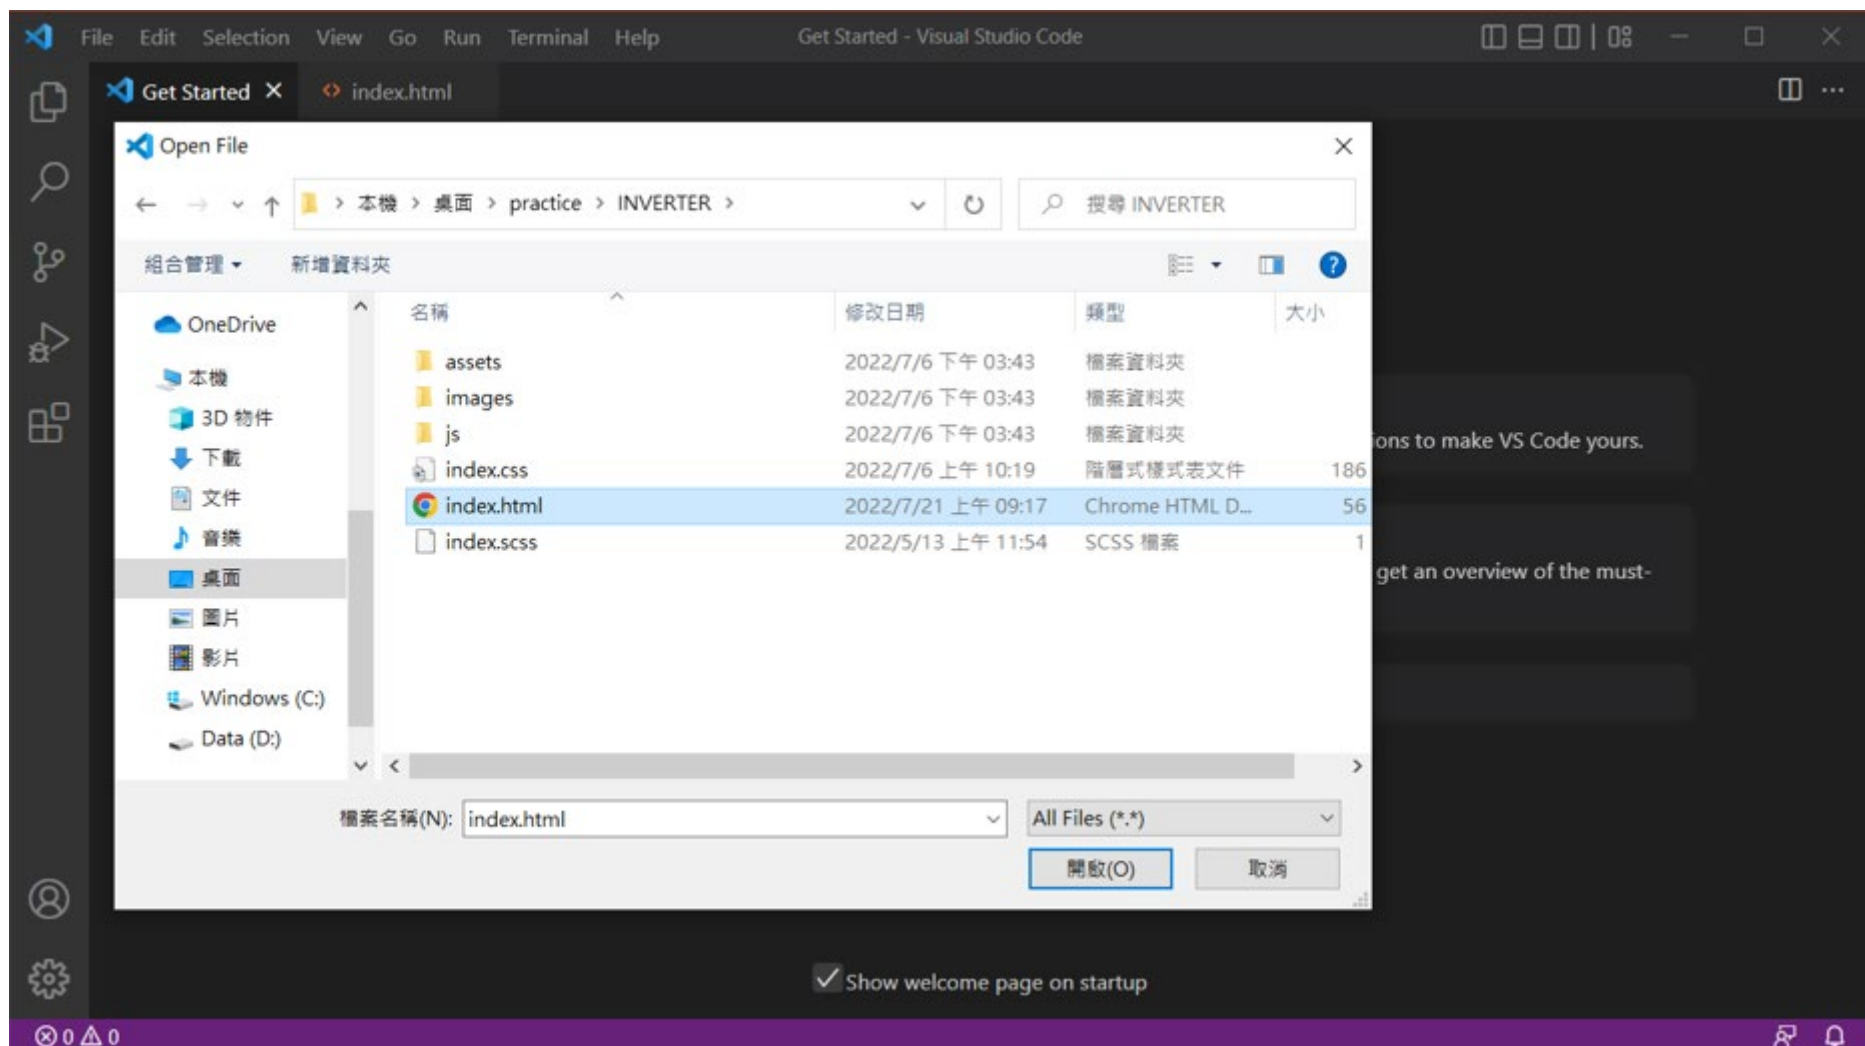 File Edit Selection View Go Run Terminal Help Get Started - Visual Studio Code
Get Started index.html
Open File
本機 > 桌面 > practice > INVERTER > 搜尋 INVERTER
組合管理 新增資料夾
名稱 修改日期 類型 大小
OneDrive
本機
3D 物件
下載
文件
音樂
桌面
圖片
影片
Windows (C:)
Data (D:)
assets 2022/7/6 下午 03:43 檔案資料夾
images 2022/7/6 下午 03:43 檔案資料夾
js 2022/7/6 下午 03:43 檔案資料夾
index.css 2022/7/6 上午 10:19 階層式樣式表文件 186
index.html 2022/7/21 上午 09:17 Chrome HTML D... 56
index.scss 2022/5/13 上午 11:54 SCSS 檔案 1
檔案名稱(N): index.html All Files (*.*)
開啟(O) 取消
ions to make VS Code yours.
get an overview of the must-
Show welcome page on startup
0 0